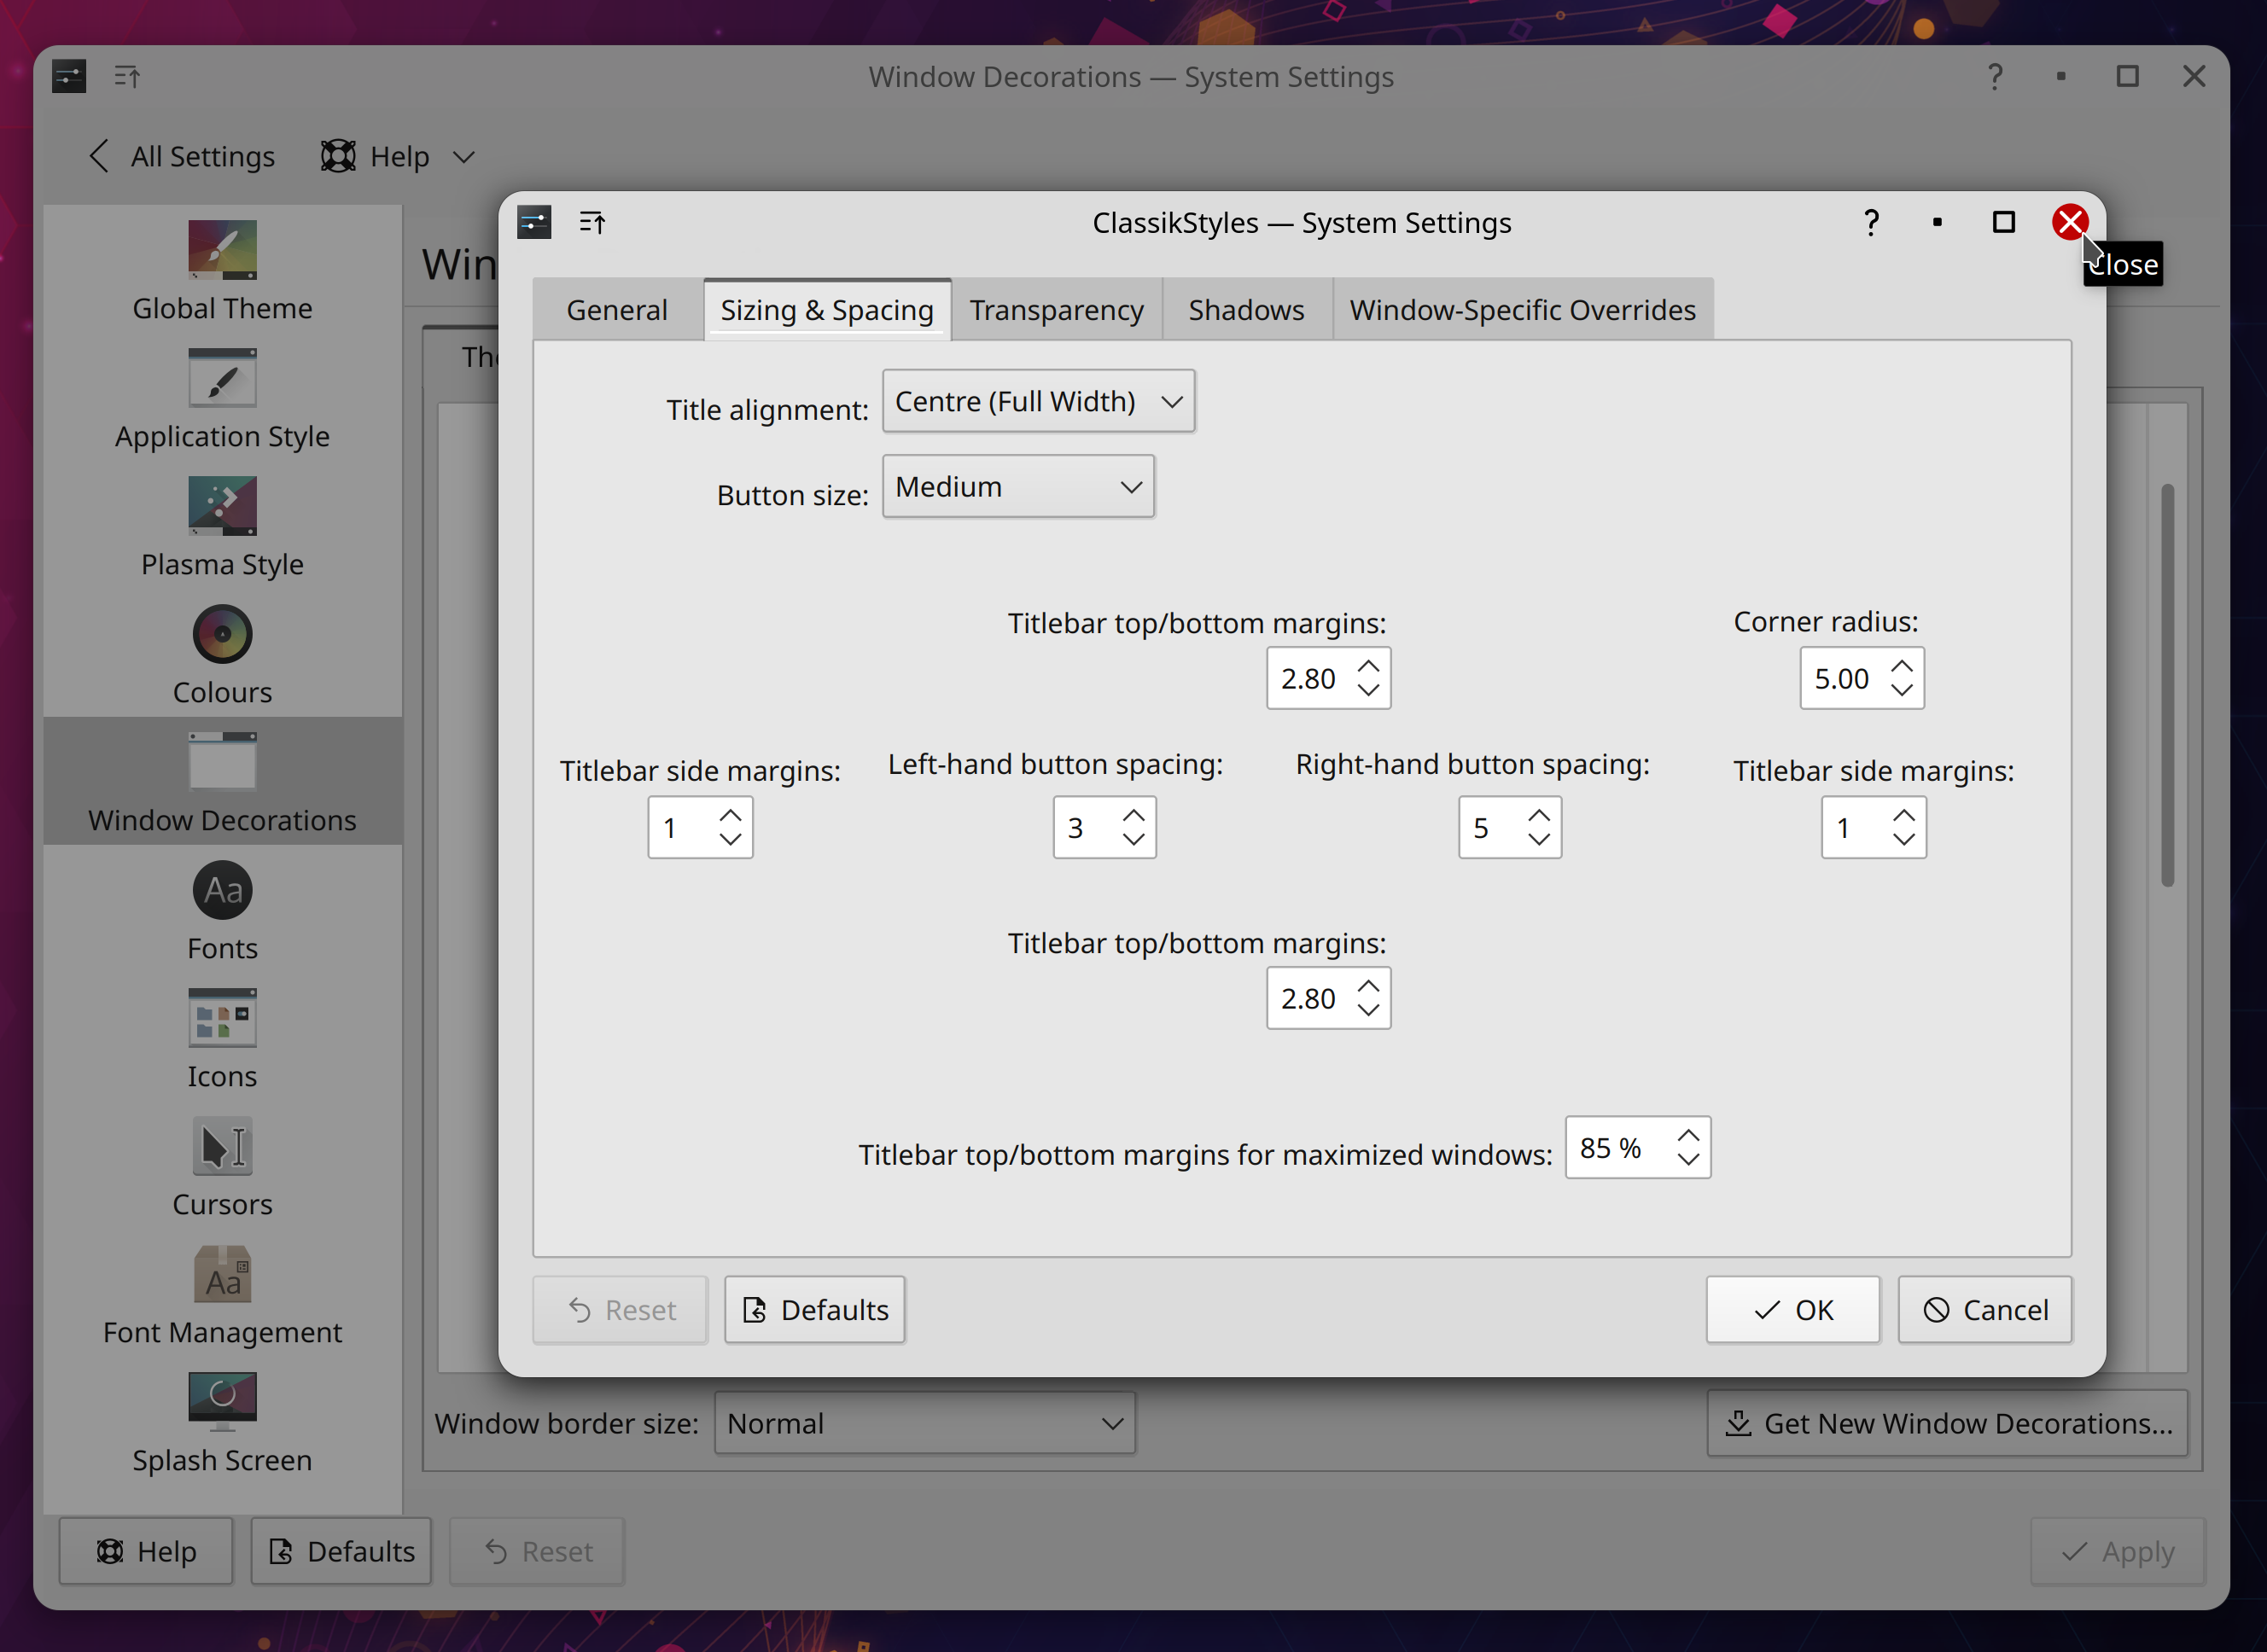 Window Decorations — System Settings
All Settings
Help
Global Theme
Application Style
Plasma Style
Colours
Window Decorations
Aa
Fonts
Icons
Cursors
Aa
Font Management
Splash Screen
Win
ClassikStyles — System Settings
Close
General
Sizing & Spacing
Transparency
Shadows
Window-Specific Overrides
Title alignment: Centre (Full Width)
Button size: Medium
Titlebar top/bottom margins:
2.80
Corner radius:
5.00
Titlebar side margins:
1
Left-hand button spacing:
3
Right-hand button spacing:
5
Titlebar side margins:
1
Titlebar top/bottom margins:
2.80
Titlebar top/bottom margins for maximized windows: 85 %
Reset
Defaults
OK
Cancel
Window border size: Normal
Get New Window Decorations...
Help
Defaults
Reset
Apply